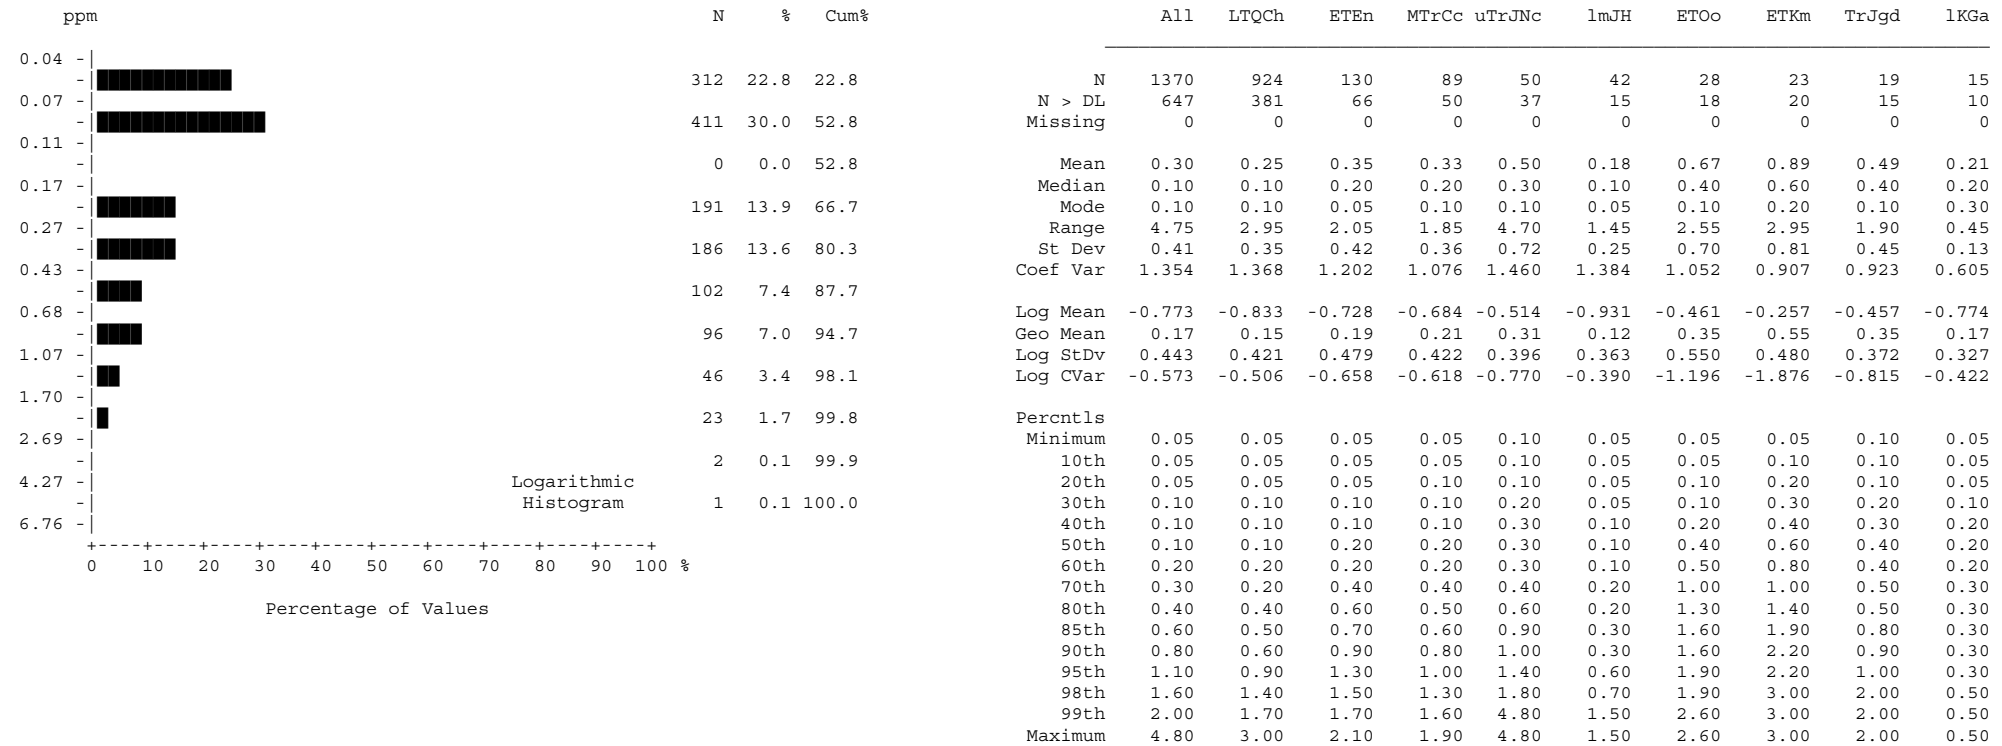 ppm N % Cum% All LTQCh ETEn MTrCc uTrJNc lmJH ETOo ETKm TrJgd lKGa
0.04 -|
-| 312 22.8 22.8 N 1370 924 130 89 50 42 28 23 19 15
0.07 -| N > DL 647 381 66 50 37 15 18 20 15 10
-| 411 30.0 52.8 Missing 0 0 0 0 0 0 0 0 0 0
0.11 -|
-| 0 0.0 52.8 Mean 0.30 0.25 0.35 0.33 0.50 0.18 0.67 0.89 0.49 0.21
0.17 -| Median 0.10 0.10 0.20 0.20 0.30 0.10 0.40 0.60 0.40 0.20
-| 191 13.9 66.7 Mode 0.10 0.10 0.05 0.10 0.10 0.05 0.10 0.20 0.10 0.30
0.27 -| Range 4.75 2.95 2.05 1.85 4.70 1.45 2.55 2.95 1.90 0.45
-| 186 13.6 80.3 St Dev 0.41 0.35 0.42 0.36 0.72 0.25 0.70 0.81 0.45 0.13
0.43 -| Coef Var 1.354 1.368 1.202 1.076 1.460 1.384 1.052 0.907 0.923 0.605
-| 102 7.4 87.7
0.68 -| Log Mean -0.773 -0.833 -0.728 -0.684 -0.514 -0.931 -0.461 -0.257 -0.457 -0.774
-| 96 7.0 94.7 Geo Mean 0.17 0.15 0.19 0.21 0.31 0.12 0.35 0.55 0.35 0.17
1.07 -| Log StDv 0.443 0.421 0.479 0.422 0.396 0.363 0.550 0.480 0.372 0.327
-| 46 3.4 98.1 Log CVar -0.573 -0.506 -0.658 -0.618 -0.770 -0.390 -1.196 -1.876 -0.815 -0.422
1.70 -|
-| 23 1.7 99.8 Percntls
2.69 -| Minimum 0.05 0.05 0.05 0.05 0.10 0.05 0.05 0.05 0.10 0.05
-| 2 0.1 99.9 10th 0.05 0.05 0.05 0.05 0.10 0.05 0.05 0.10 0.10 0.05
4.27 -| Logarithmic 20th 0.05 0.05 0.05 0.10 0.10 0.05 0.10 0.20 0.10 0.05
-| Histogram 1 0.1 100.0 30th 0.10 0.10 0.10 0.10 0.20 0.05 0.10 0.30 0.20 0.10
6.76 -| 40th 0.10 0.10 0.10 0.10 0.30 0.10 0.20 0.40 0.30 0.20
+----+----+----+----+----+----+----+----+----+----+ 50th 0.10 0.10 0.20 0.20 0.30 0.10 0.40 0.60 0.40 0.20
0 10 20 30 40 50 60 70 80 90 100 % 60th 0.20 0.20 0.20 0.20 0.30 0.10 0.50 0.80 0.40 0.20
70th 0.30 0.20 0.40 0.40 0.40 0.20 1.00 1.00 0.50 0.30
Percentage of Values 80th 0.40 0.40 0.60 0.50 0.60 0.20 1.30 1.40 0.50 0.30
85th 0.60 0.50 0.70 0.60 0.90 0.30 1.60 1.90 0.80 0.30
90th 0.80 0.60 0.90 0.80 1.00 0.30 1.60 2.20 0.90 0.30
95th 1.10 0.90 1.30 1.00 1.40 0.60 1.90 2.20 1.00 0.30
98th 1.60 1.40 1.50 1.30 1.80 0.70 1.90 3.00 2.00 0.50
99th 2.00 1.70 1.70 1.60 4.80 1.50 2.60 3.00 2.00 0.50
Maximum 4.80 3.00 2.10 1.90 4.80 1.50 2.60 3.00 2.00 0.50